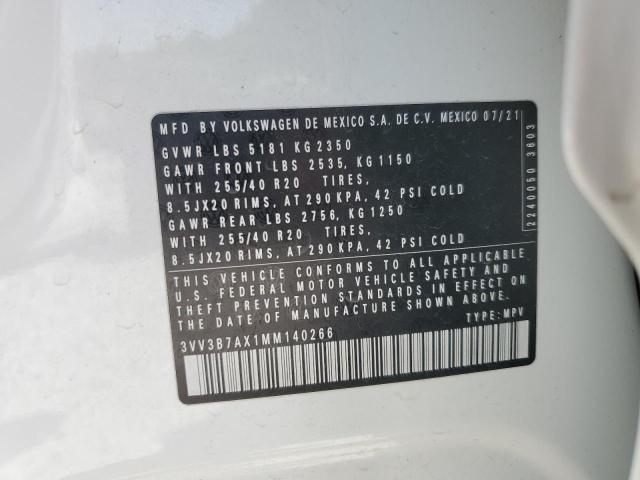 MFD BY VOLKSWAGEN DE MEXICO S.A. DE C.V. MEXICO 07/21
GVWR LBS 5181 KG 2350
GAWR FRONT LBS 2535, KG 1150
WITH 255/40 R20 TIRES,
8.5JX20 RIMS, AT 290KPA, 42 PSI COLD
GAWR REAR LBS 2756, KG 1250
WITH 255/40 R20 TIRES,
8.5JX20 RIMS, AT 290KPA, 42 PSI COLD
THIS VEHICLE CONFORMS TO ALL APPLICABLE
U.S. FEDERAL MOTOR VEHICLE SAFETY AND
THEFT PREVENTION STANDARDS IN EFFECT ON
THE DATE OF MANUFACTURE SHOWN ABOVE.
3VV3B7AX1MM140266
TYPE: MPV
2240050 3603